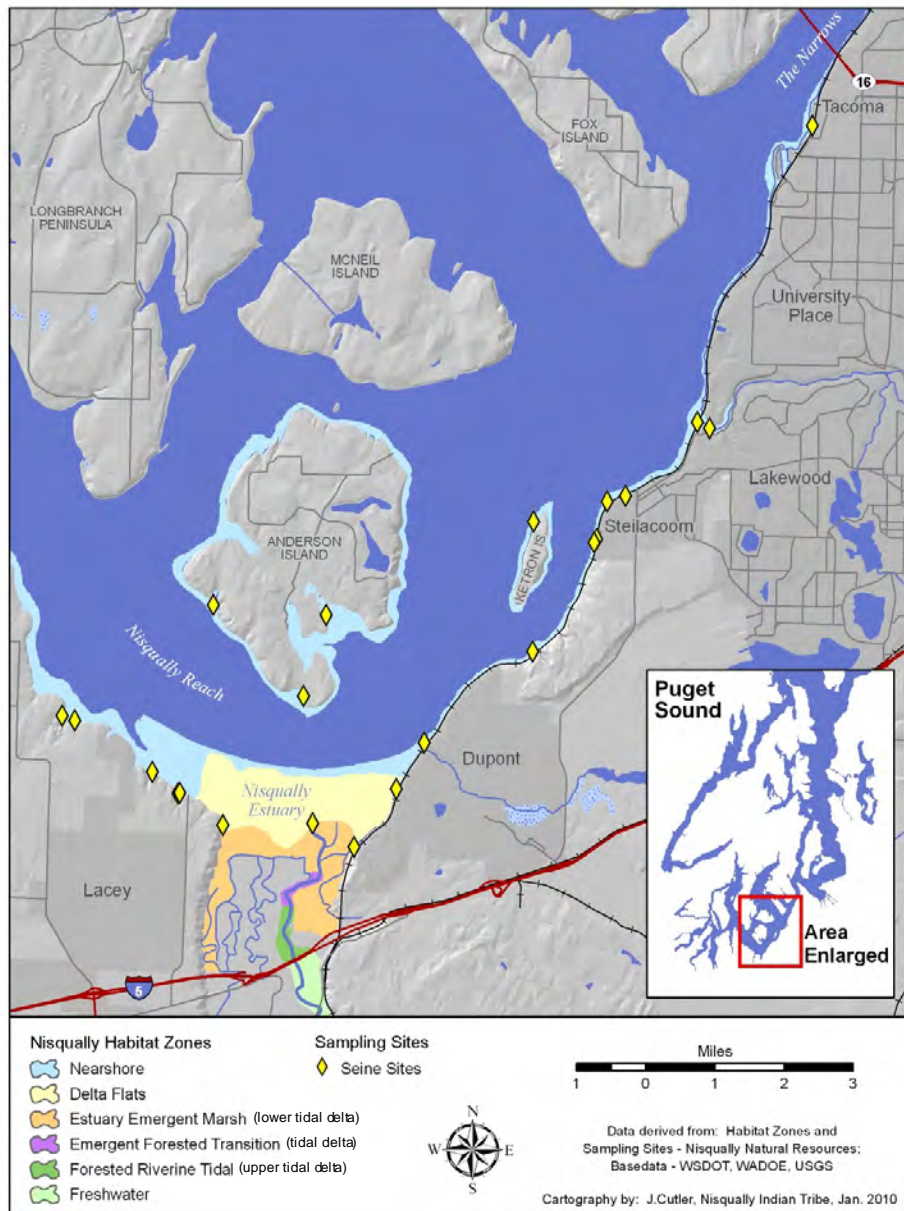 The Narrows
16
Tacoma
FOX
ISLAND
LONGBRANCH
PENINSULA
MCNEIL
ISLAND
University
Place
Lakewood
Steilacoom
ANDERSON
ISLAND
KETRON IS.
Nisqually Reach
Dupont
Nisqually
Estuary
Lacey
5
Puget
Sound
Area
Enlarged
Nisqually Habitat Zones
Nearshore
Delta Flats
Estuary Emergent Marsh (lower tidal delta)
Emergent Forested Transition (tidal delta)
Forested Riverine Tidal (upper tidal delta)
Freshwater
Sampling Sites
Seine Sites
N
W E
S
Miles
1 0 1 2 3
Data derived from: Habitat Zones and
Sampling Sites - Nisqually Natural Resources;
Basedata - WSDOT, WADOE, USGS
Cartography by: J.Cutler, Nisqually Indian Tribe, Jan. 2010